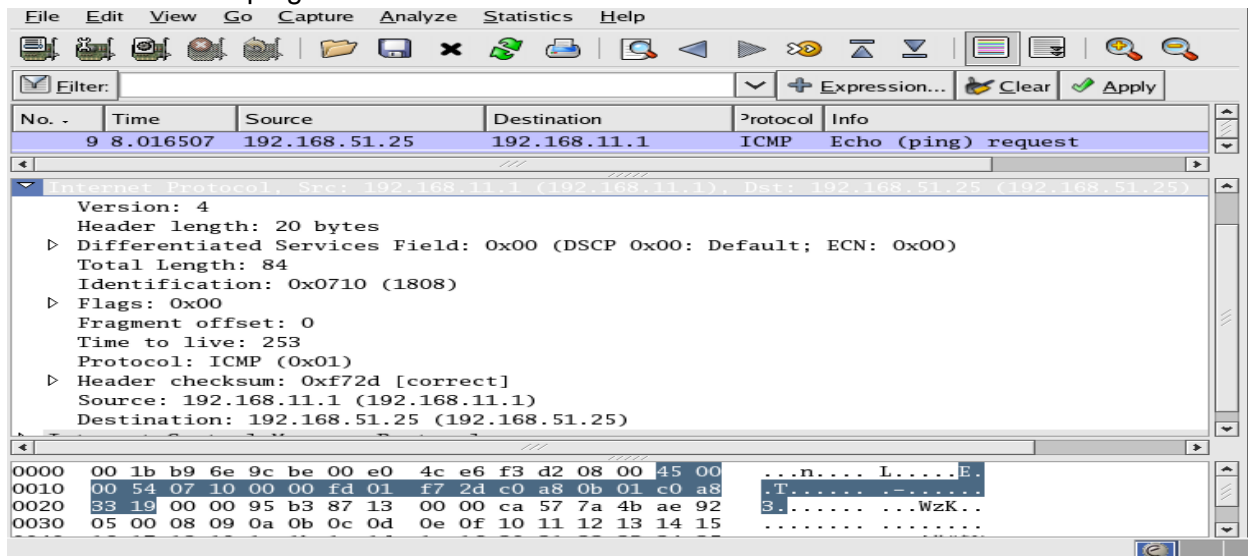 File Edit View Go Capture Analyze Statistics Help
Filter: Expression... Clear Apply
No. - Time Source Destination Protocol Info
9 8.016507 192.168.51.25 192.168.11.1 ICMP Echo (ping) request
Internet Protocol, Src: 192.168.11.1 (192.168.11.1), Dst: 192.168.51.25 (192.168.51.25)
Version: 4
Header length: 20 bytes
Differentiated Services Field: 0x00 (DSCP 0x00: Default; ECN: 0x00)
Total Length: 84
Identification: 0x0710 (1808)
Flags: 0x00
Fragment offset: 0
Time to live: 253
Protocol: ICMP (0x01)
Header checksum: 0xf72d [correct]
Source: 192.168.11.1 (192.168.11.1)
Destination: 192.168.51.25 (192.168.51.25)
0000 00 1b b9 6e 9c be 00 e0 4c e6 f3 d2 08 00 45 00 ...n.... L.....E.
0010 00 54 07 10 00 00 fd 01 f7 2d c0 a8 0b 01 c0 a8 .T...... .-......
0020 33 19 00 00 95 b3 87 13 00 00 ca 57 7a 4b ae 92 3....... ...WzK..
0030 05 00 08 09 0a 0b 0c 0d 0e 0f 10 11 12 13 14 15 ........ ........